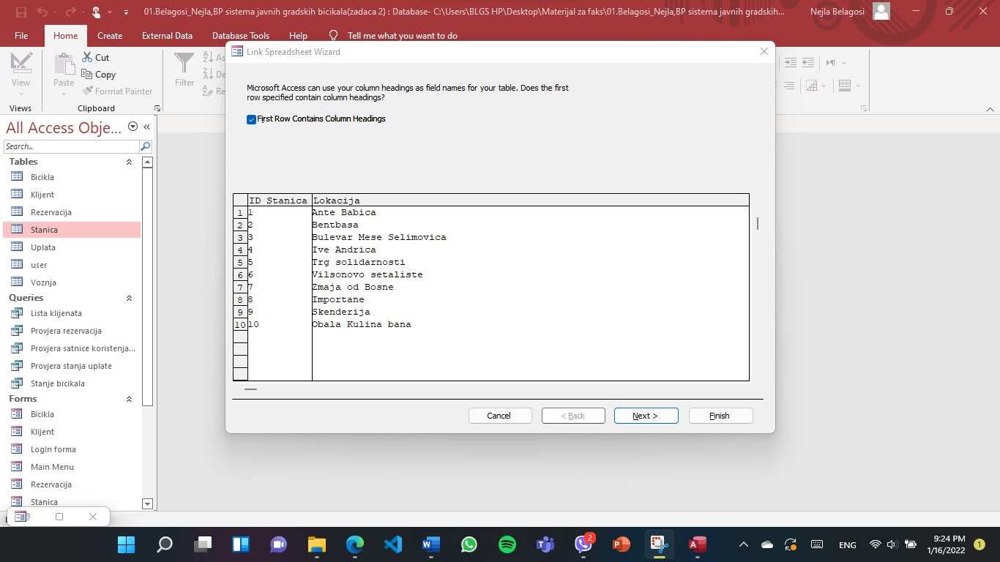 01.Belagosi_Nejla,BP sistema javnih gradskih bicikala(zadaca 2) : Database- C:\Users\BLGS HP\Desktop\Materijal za faks\01.Belagosi_Nejla,BP sistema javnih gradskih...
Nejla Belagosi
File Home Create External Data Database Tools Help Tell me what you want to do
View
Views
Paste
Cut
Copy
Format Painter
Clipboard
Filter
As
De
Re
All Access Obje...
Search...
Tables
Bicikla
Klijent
Rezervacija
Stanica
Uplata
user
Voznja
Queries
Lista klijenata
Provjera rezervacija
Provjera satnice koristenja...
Provjera stanja uplate
Stanje bicikala
Forms
Bicikla
Klijent
LogIn forma
Main Menu
Rezervacija
Stanica
Link Spreadsheet Wizard
Microsoft Access can use your column headings as field names for your table. Does the first
row specified contain column headings?
First Row Contains Column Headings
ID Stanica Lokacija
1 1 Ante Babica
2 2 Bentbasa
3 3 Bulevar Mese Selimovica
4 4 Ive Andrica
5 5 Trg solidarnosti
6 6 Vilsonovo setaliste
7 7 Zmaja od Bosne
8 8 Importane
9 9 Skenderija
10 10 Obala Kulina bana
Cancel < Back Next > Finish
2
ENG
9:24 PM
1/16/2022
1